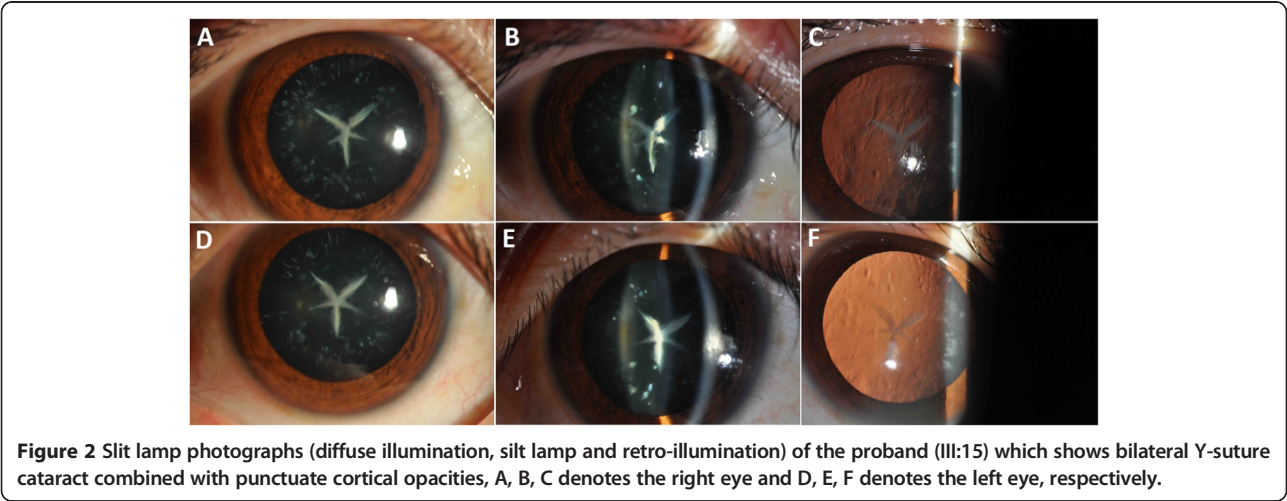 A
B
C
D
E
F
Figure 2 Slit lamp photographs (diffuse illumination, silt lamp and retro-illumination) of the proband (III:15) which shows bilateral Y-suture
cataract combined with punctuate cortical opacities, A, B, C denotes the right eye and D, E, F denotes the left eye, respectively.